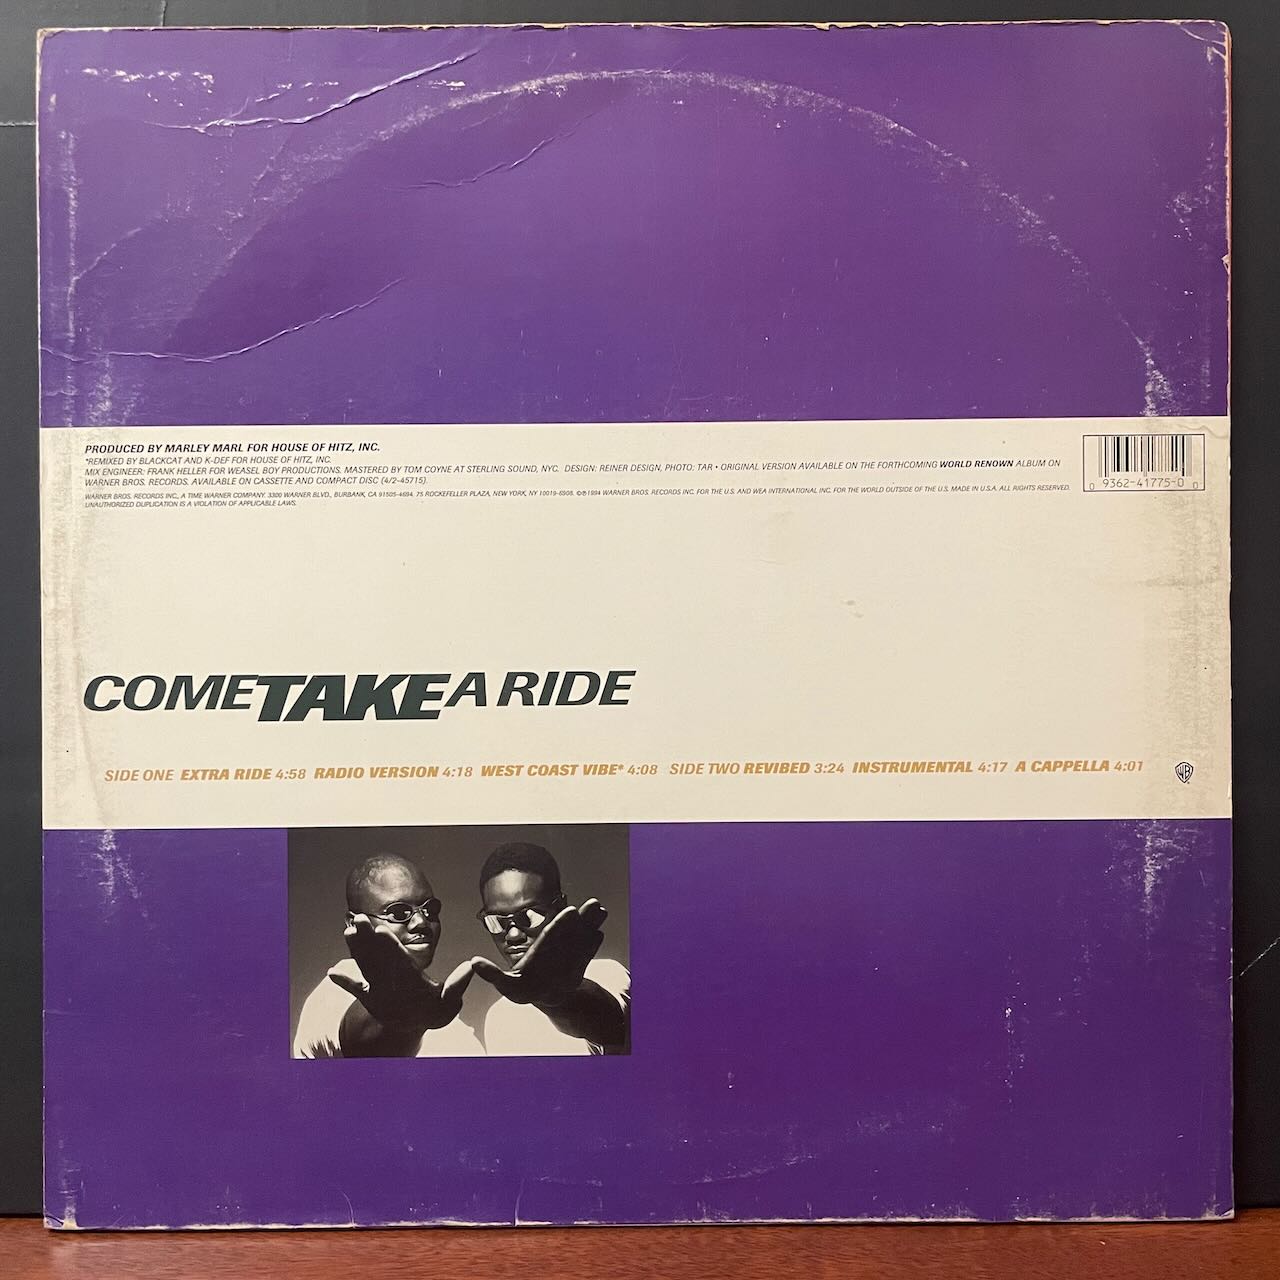 PRODUCED BY MARLEY MARL FOR HOUSE OF HITZ, INC.
*REMIXED BY BLACKCAT AND K-DEF FOR HOUSE OF HITZ, INC.
MIX ENGINEER: FRANK HELLER FOR WEASEL BOY PRODUCTIONS. MASTERED BY TOM COYNE AT STERLING SOUND, NYC. DESIGN: REINER DESIGN, PHOTO: TAR • ORIGINAL VERSION AVAILABLE ON THE FORTHCOMING WORLD RENOWN ALBUM ON
WARNER BROS. RECORDS. AVAILABLE ON CASSETTE AND COMPACT DISC (4/2-45715).
WARNER BROS. RECORDS INC., A TIME WARNER COMPANY. 3300 WARNER BLVD., BURBANK, CA 91505-4694. 75 ROCKEFELLER PLAZA, NEW YORK, NY 10019-6908. ©℗1994 WARNER BROS. RECORDS INC. FOR THE U.S. AND WEA INTERNATIONAL INC. FOR THE WORLD OUTSIDE OF THE U.S. MADE IN U.S.A. ALL RIGHTS RESERVED.
UNAUTHORIZED DUPLICATION IS A VIOLATION OF APPLICABLE LAWS.
0 9362-41775-0 0
COME TAKE A RIDE
SIDE ONE EXTRA RIDE 4:58 RADIO VERSION 4:18 WEST COAST VIBE* 4:08 SIDE TWO REVIBED 3:24 INSTRUMENTAL 4:17 A CAPPELLA 4:01
WB